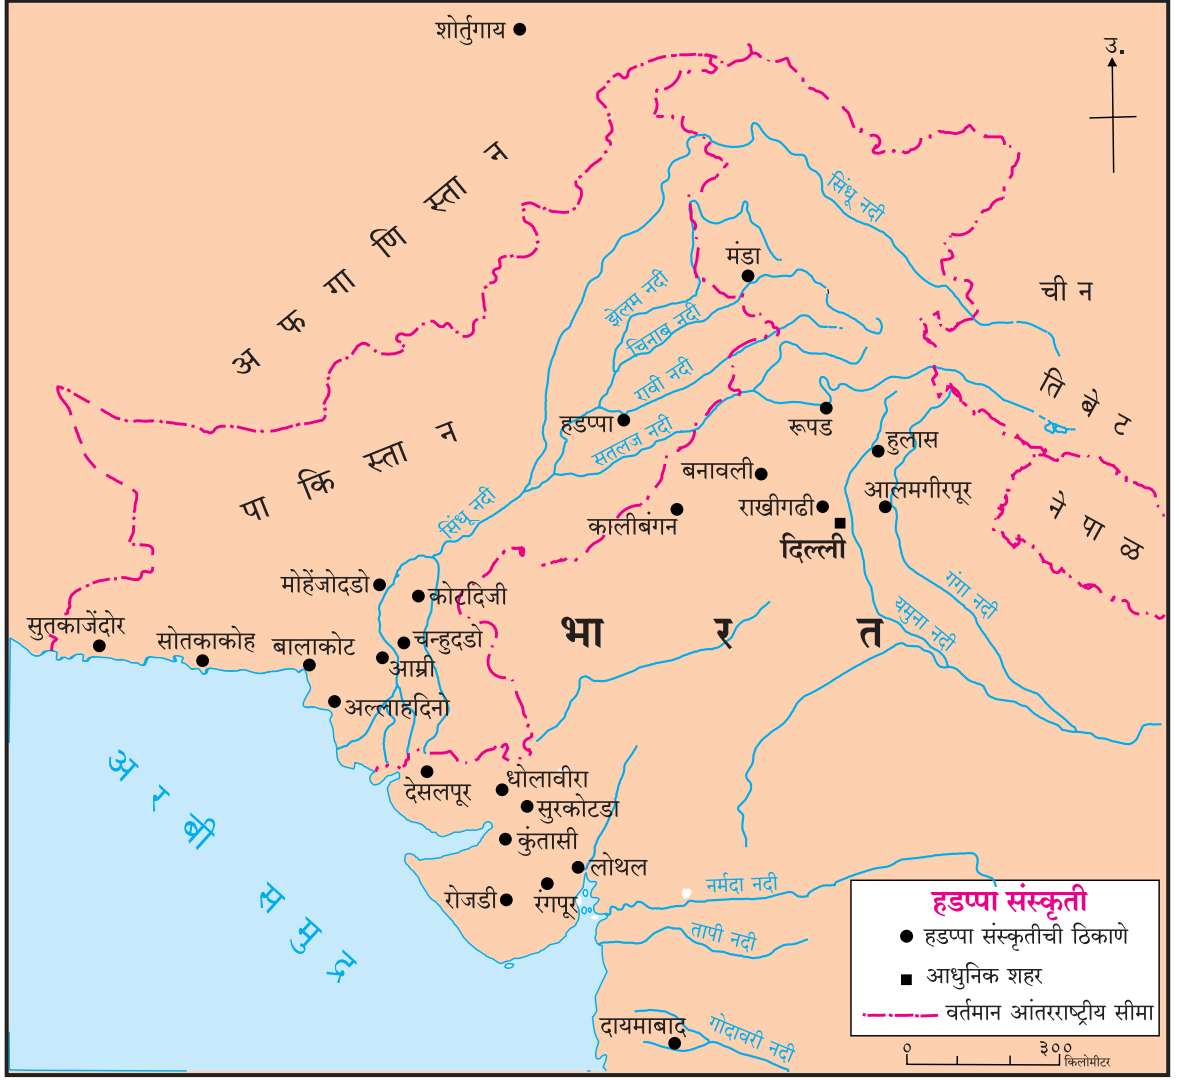 शोर्तुगाय
उ.
अफगाणिस्तान
सिंधू नदी
मंडा
चीन
झेलम नदी
चिनाब नदी
रावी नदी
तिबेट
हडप्पा
सतलज नदी
रूपड
पाकिस्तान
हुलास
बनावली
आलमगीरपूर
राखीगढी
नेपाळ
कालीबंगन
दिल्ली
सिंधू नदी
मोहेंजोदडो
कोटदिजी
गंगा नदी
यमुना नदी
सुतकाजेंदोर
सोतकाकोह
बालाकोट
चन्हुदडो
भारत
आम्री
अल्लाहदिनो
अरबी समुद्र
देसलपूर
धोलावीरा
सुरकोटडा
कुंतासी
लोथल
रोजडी
रंगपूर
नर्मदा नदी
तापी नदी
दायमाबाद
गोदावरी नदी
हडप्पा संस्कृती
हडप्पा संस्कृतीची ठिकाणे
आधुनिक शहर
वर्तमान आंतरराष्ट्रीय सीमा
० ३००
किलोमीटर